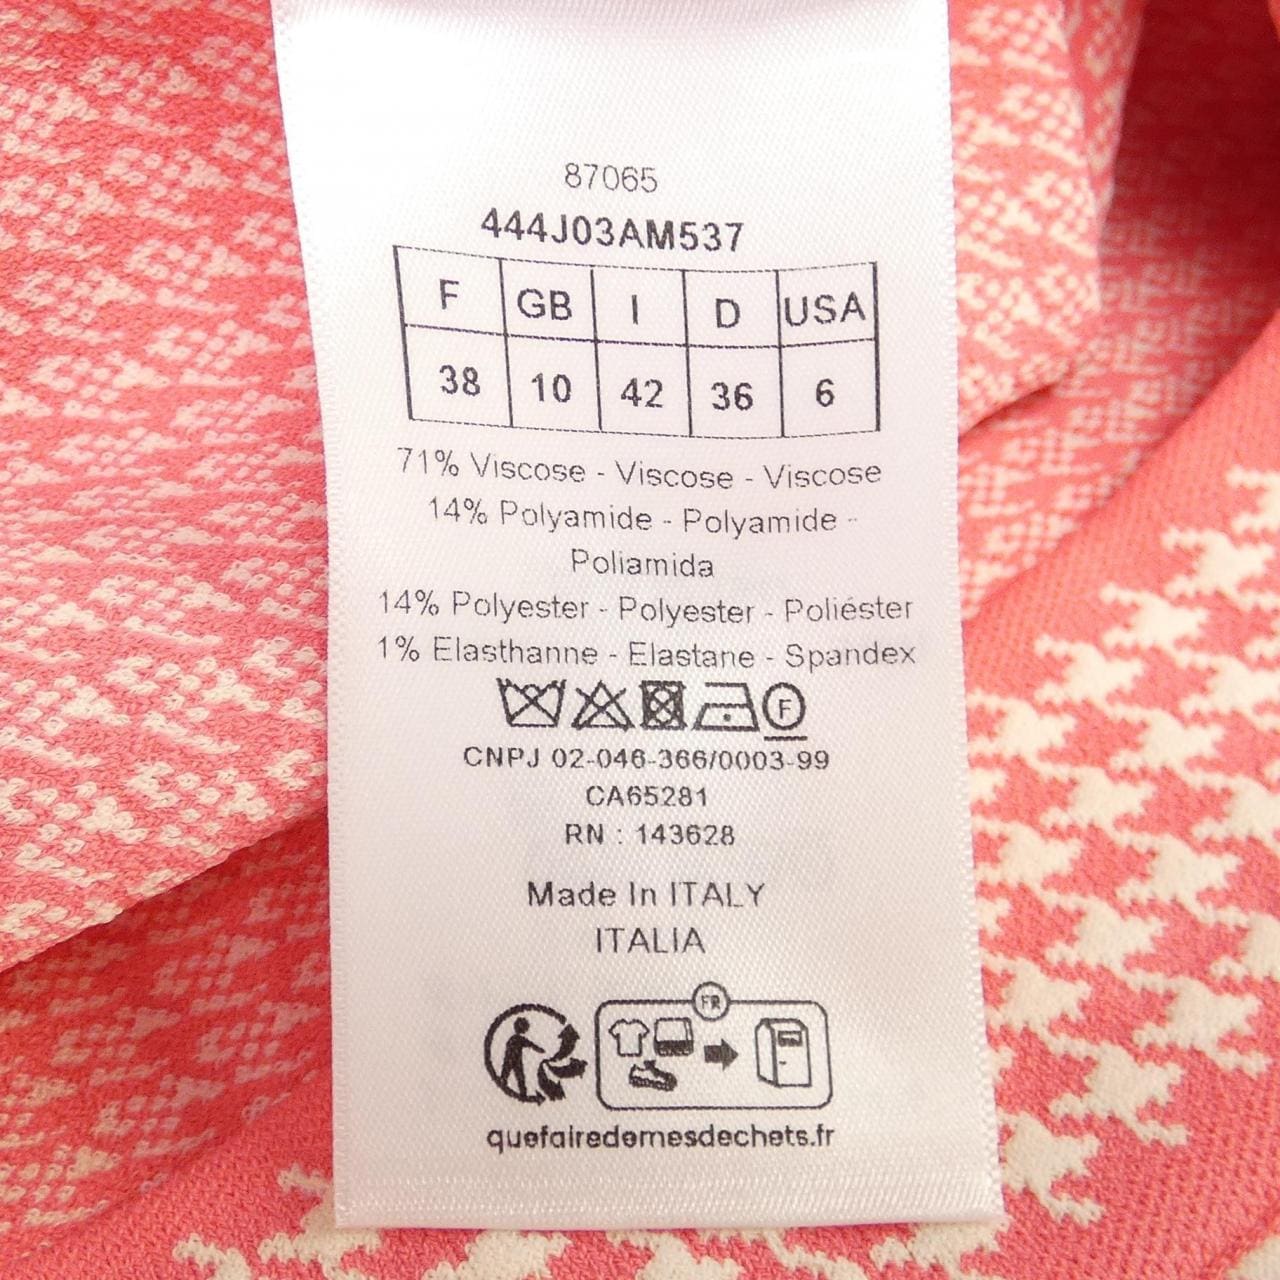 87065
444J03AM537
F GB I D USA
38 10 42 36 6
71% Viscose - Viscose - Viscose
14% Polyamide - Polyamide -
Poliamida
14% Polyester - Polyester - Poliéster
1% Elasthanne - Elastane - Spandex
F
CNPJ 02-046-366/0003-99
CA65281
RN : 143628
Made In ITALY
ITALIA
FR
quefairedemesdechets.fr